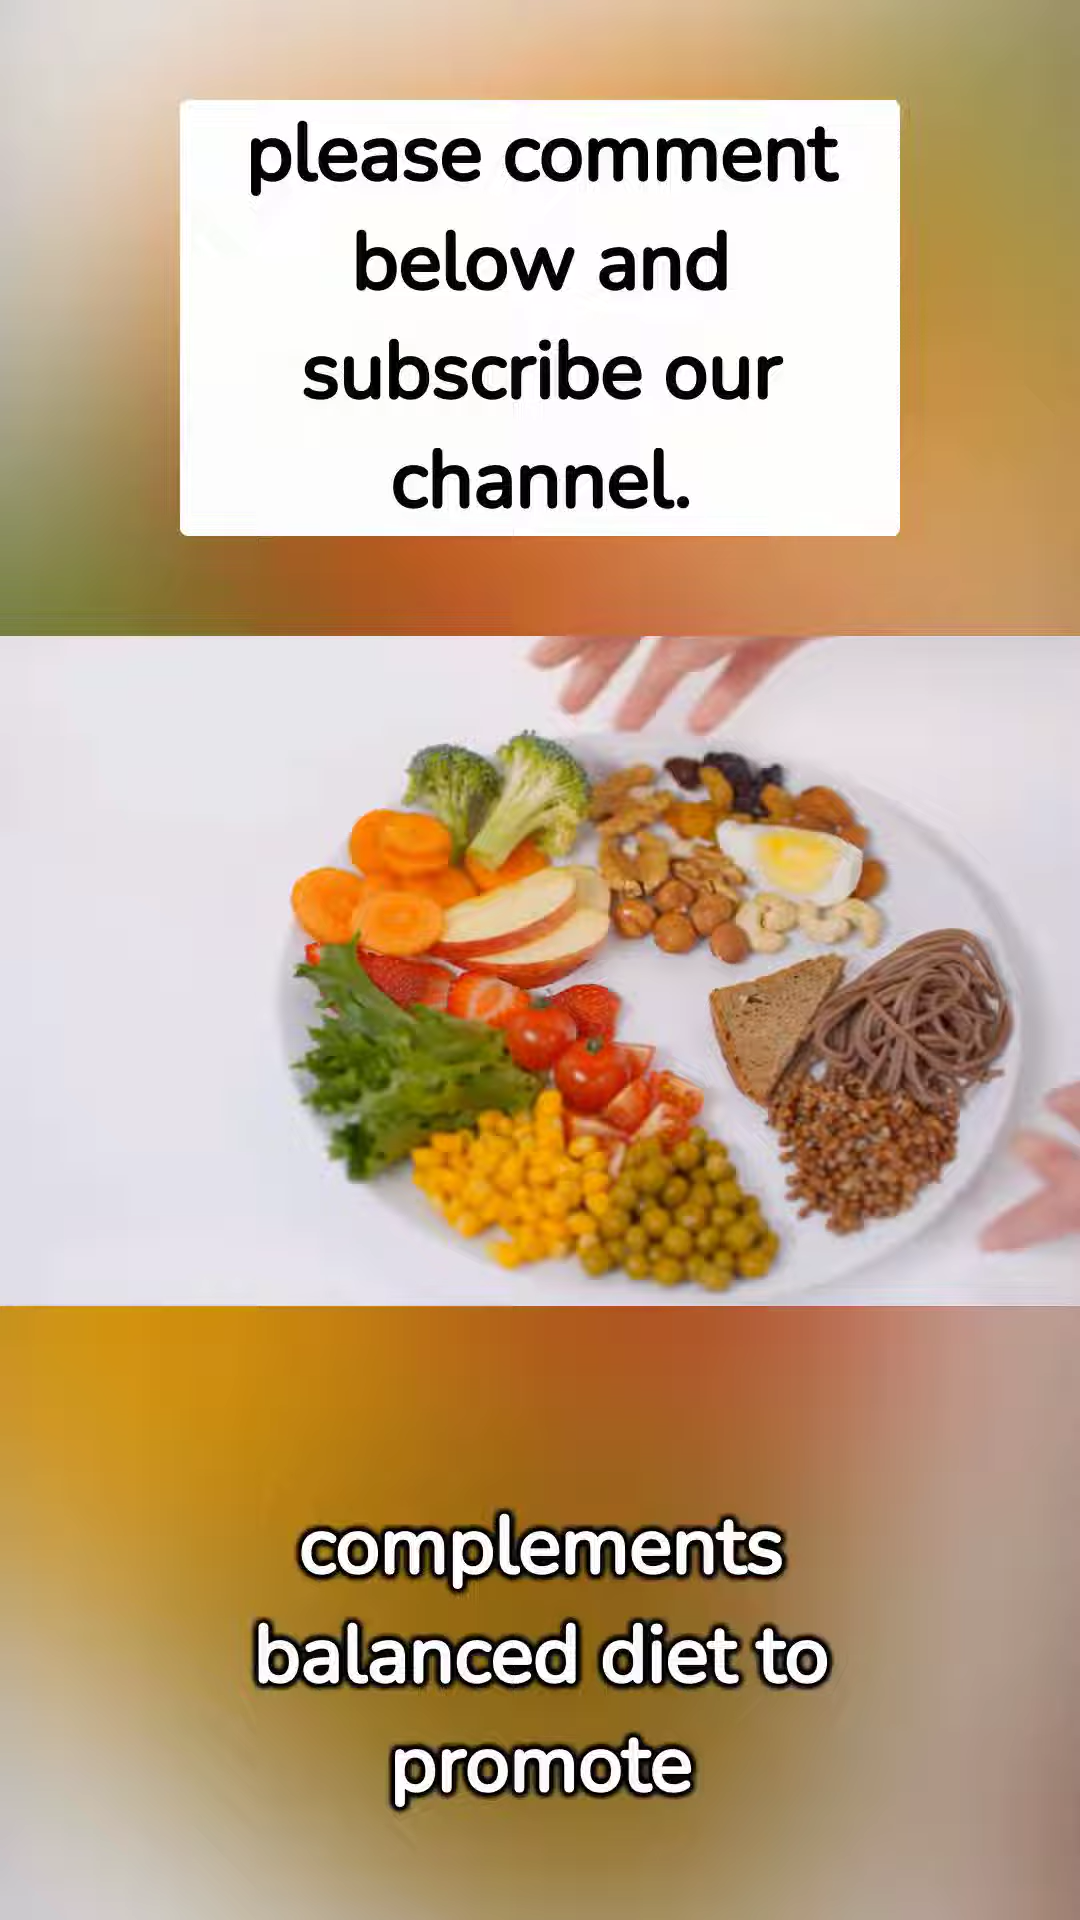 please comment
below and
subscribe our
channel.
complements
balanced diet to
promote